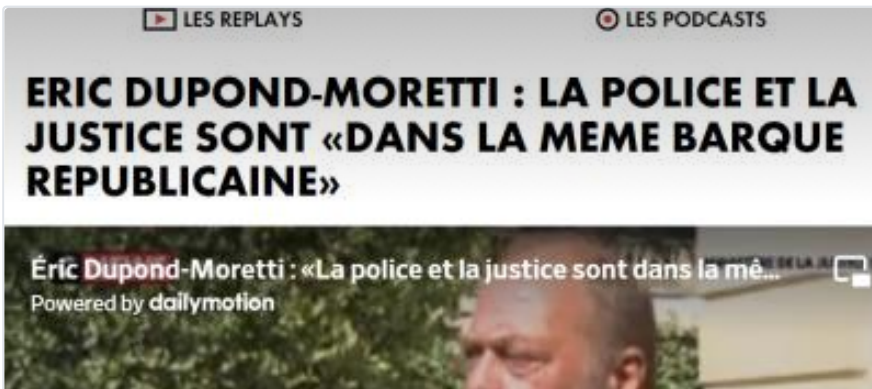 LES REPLAYS
LES PODCASTS
ERIC DUPOND-MORETTI : LA POLICE ET LA
JUSTICE SONT «DANS LA MEME BARQUE
REPUBLICAINE»
Éric Dupond-Moretti : «La police et la justice sont dans la mê...
Powered by dailymotion